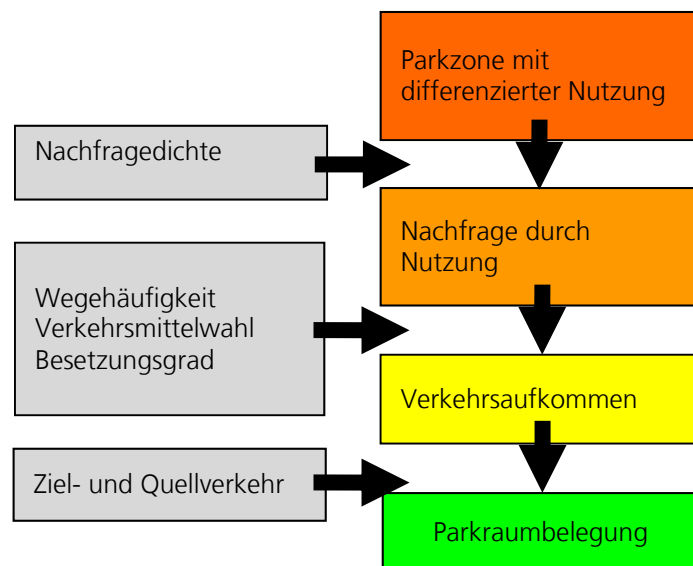 Parkzone mit
differenzierter Nutzung
Nachfragedichte
Nachfrage durch
Nutzung
Wegehäufigkeit
Verkehrsmittelwahl
Besetzungsgrad
Verkehrsaufkommen
Ziel- und Quellverkehr
Parkraumbelegung